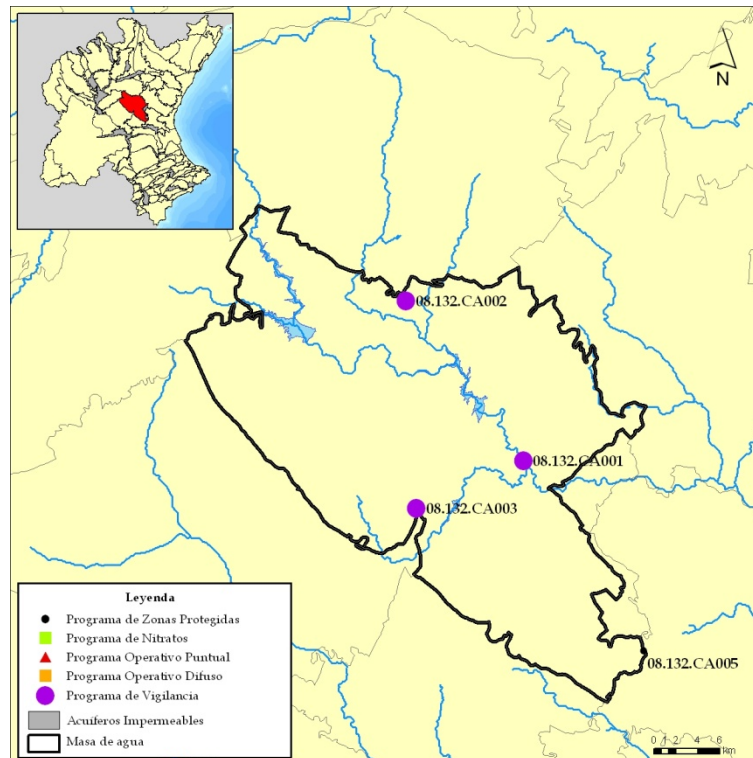 N
08.132.CA002
08.132.CA001
08.132.CA003
08.132.CA005
Leyenda
Programa de Zonas Protegidas
Programa de Nitratos
Programa Operativo Puntual
Programa Operativo Difuso
Programa de Vigilancia
Acuíferos Impermeables
Masa de agua
0 1 2 4 6
km